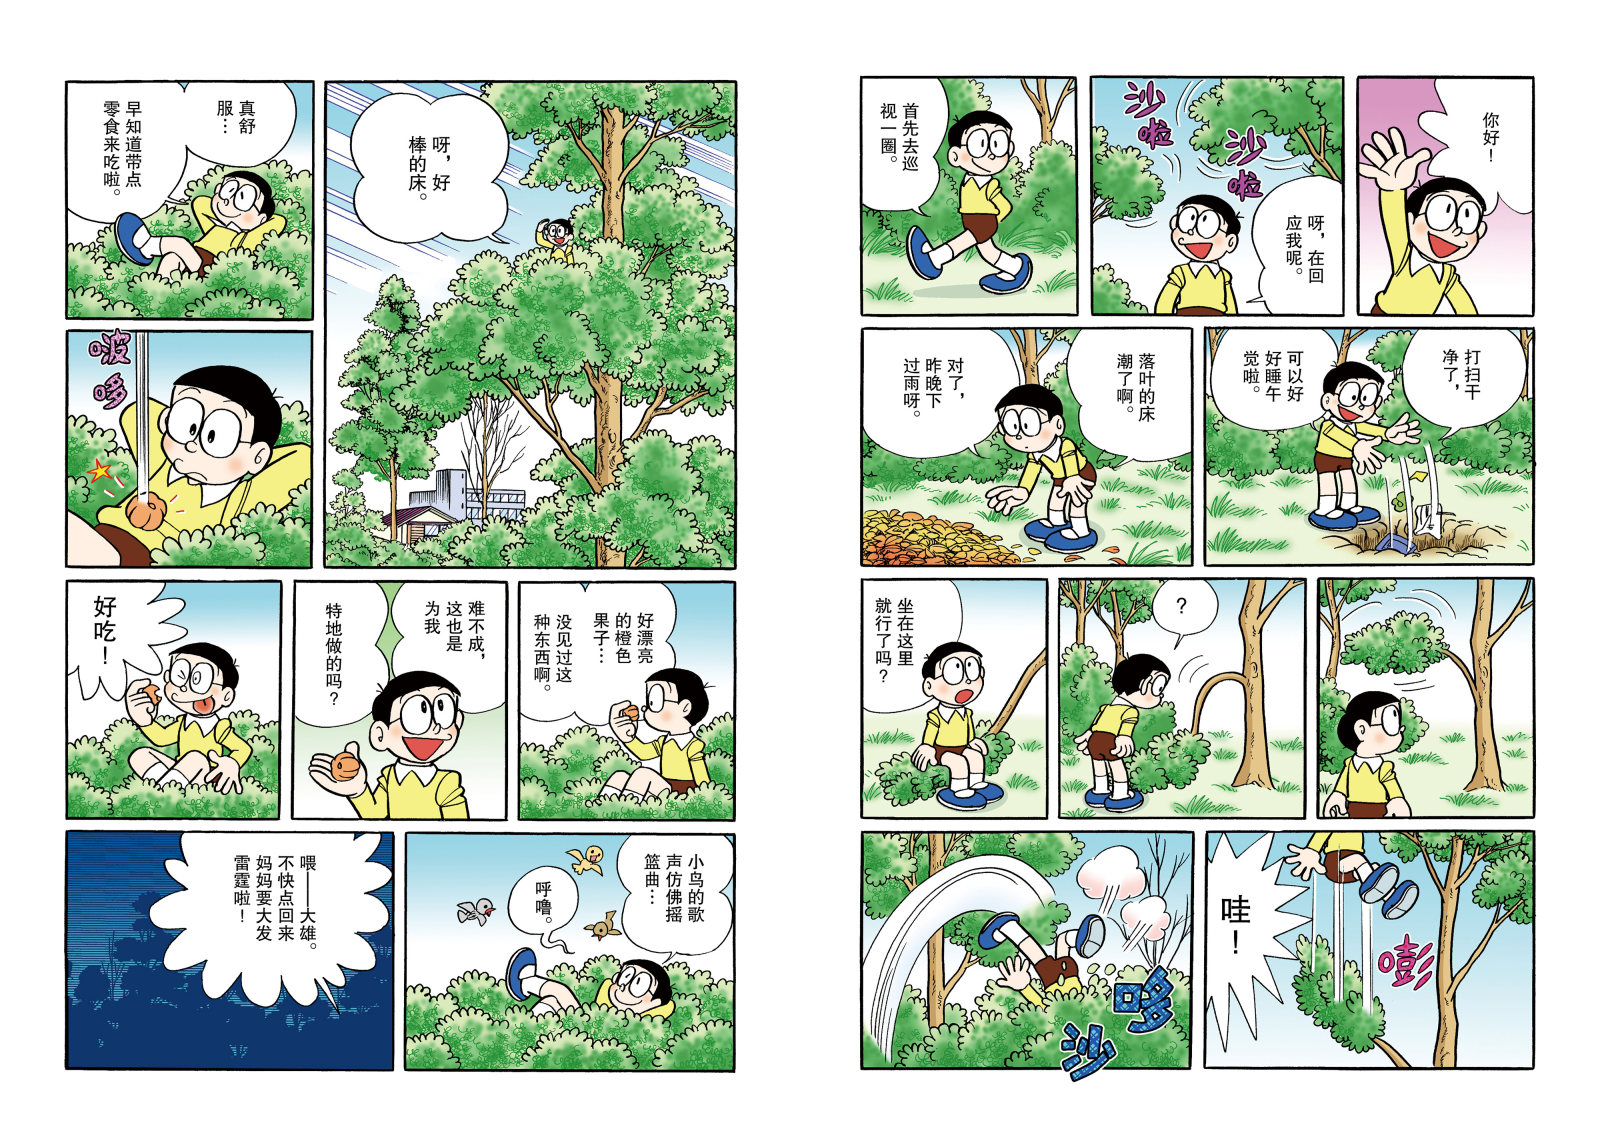 你好！
沙啦
沙啦
呀，在回
应我呢。
首先去巡
视一圈。
打扫干
净了，
可以好
好睡午
觉啦。
落叶的床
潮了啊。
对了，
昨晚下
过雨呀。
？
坐在这里
就行了吗？
哇！
嘭
哆
沙
呀，好
棒的床。
真舒
服…
早知道带点
零食来吃啦。
啵
哆
好漂亮
的橙色
果子…
没见过这
种东西啊。
难不成，
这也是
为我
特地做的吗？
好吃！
小鸟的歌
声仿佛摇
篮曲…
呼噜。
喂——大雄。
不快点回来
妈妈要大发
雷霆啦！